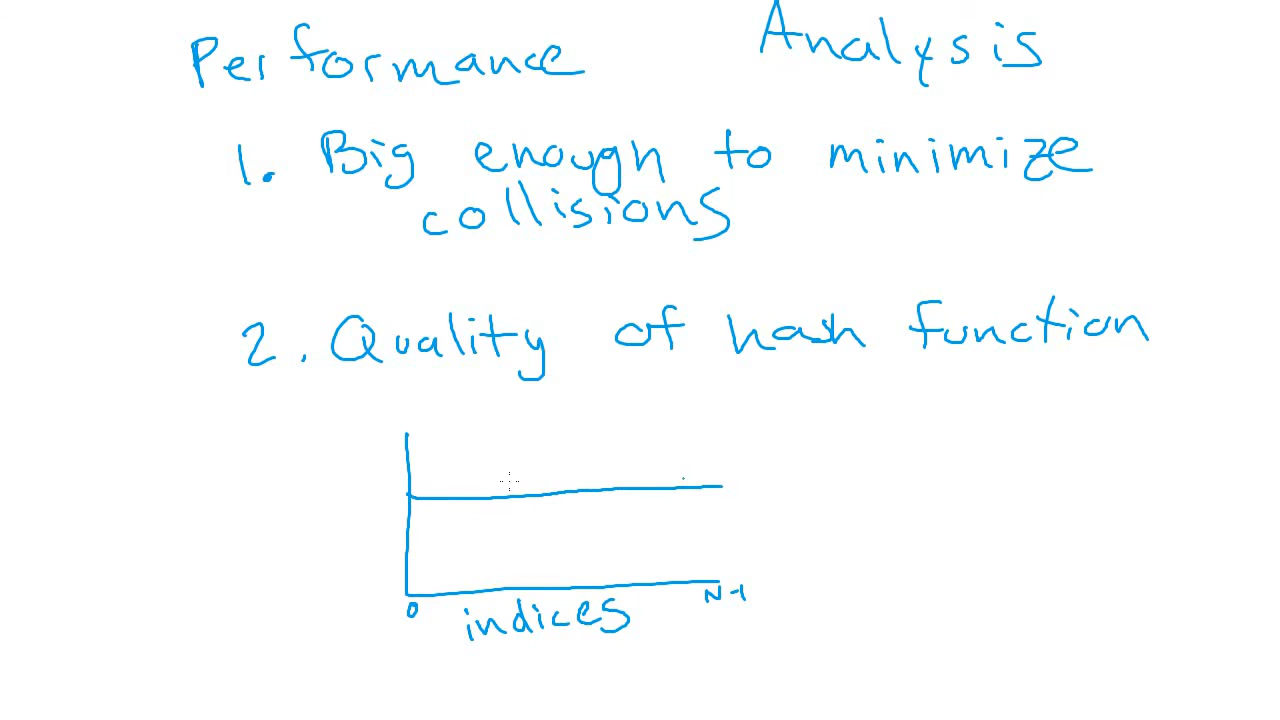 Performance Analysis
1. Big enough to minimize
collisions
2. Quality of hash function
0 indices N-1